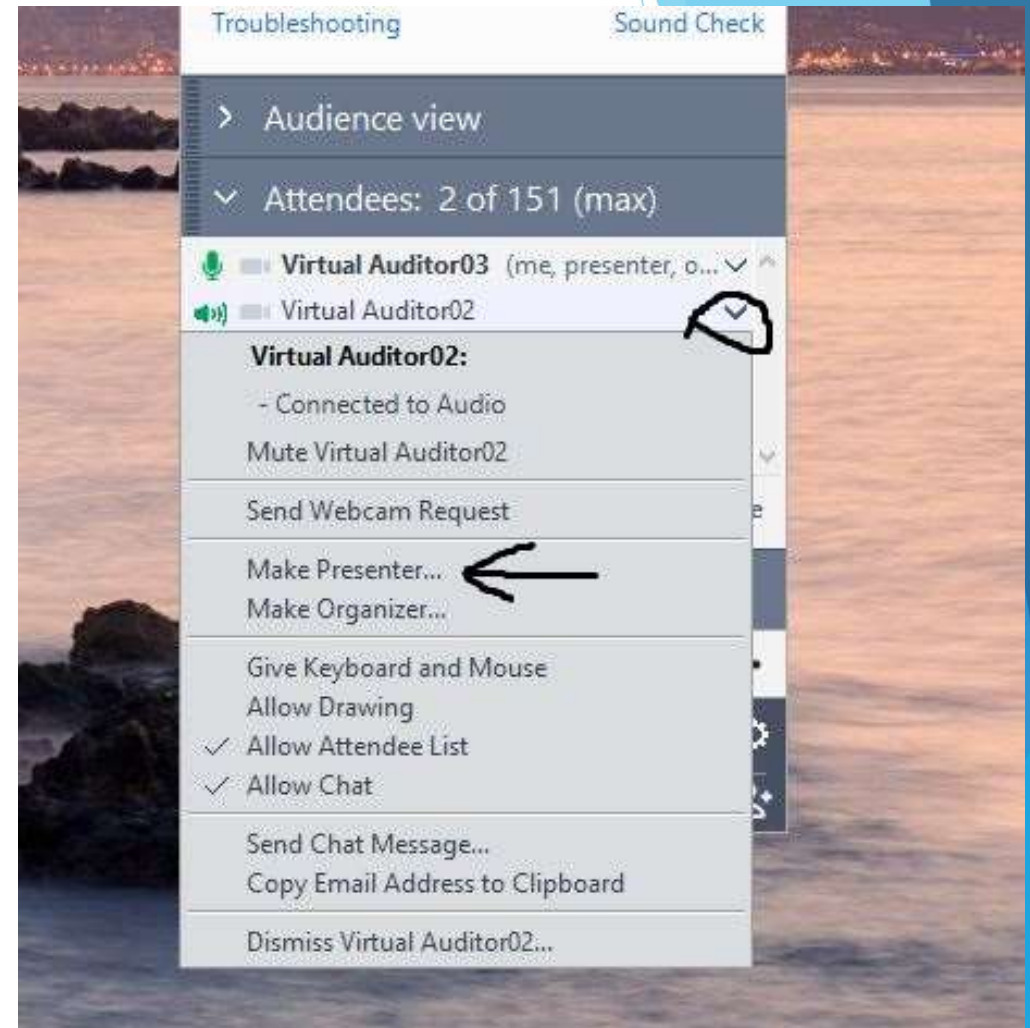 Troubleshooting Sound Check
Audience view
Attendees: 2 of 151 (max)
Virtual Auditor03 (me, presenter, o...
Virtual Auditor02
Virtual Auditor02:
- Connected to Audio
Mute Virtual Auditor02
Send Webcam Request
Make Presenter...
Make Organizer...
Give Keyboard and Mouse
Allow Drawing
Allow Attendee List
Allow Chat
Send Chat Message...
Copy Email Address to Clipboard
Dismiss Virtual Auditor02...